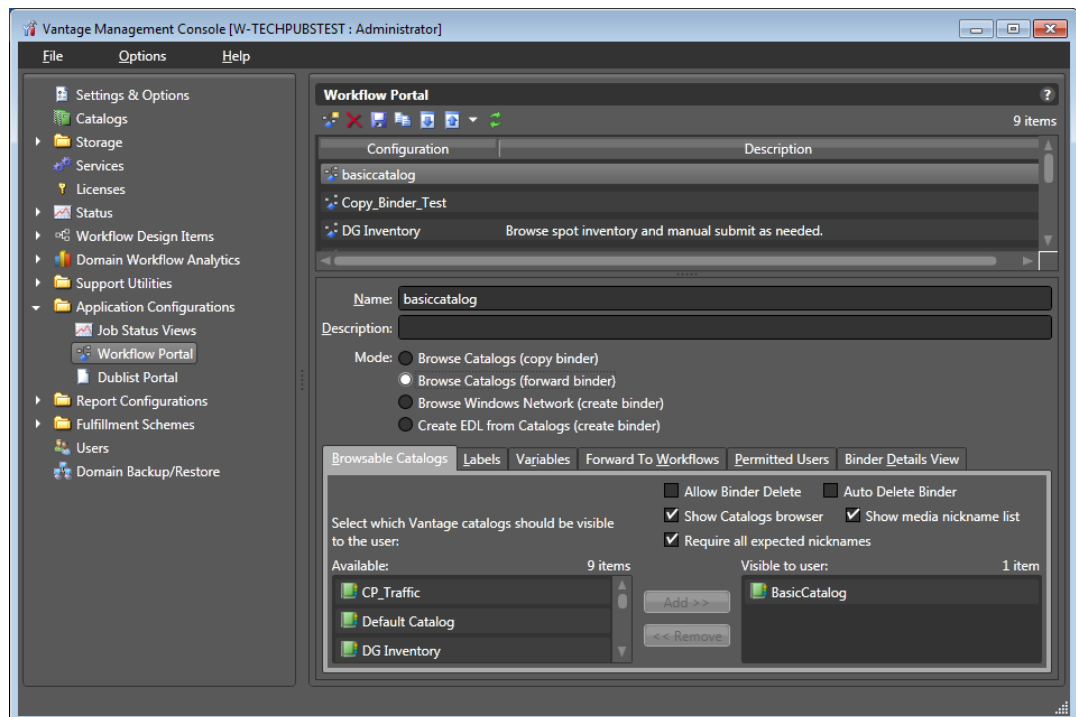 Vantage Management Console [W-TECHPUBSTEST : Administrator]
File Options Help
Settings & Options
Catalogs
Storage
Services
Licenses
Status
Workflow Design Items
Domain Workflow Analytics
Support Utilities
Application Configurations
Job Status Views
Workflow Portal
Dublist Portal
Report Configurations
Fulfillment Schemes
Users
Domain Backup/Restore
Workflow Portal ?
9 items
Configuration Description
basiccatalog
Copy_Binder_Test
DG Inventory Browse spot inventory and manual submit as needed.
Name: basiccatalog
Description:
Mode: Browse Catalogs (copy binder)
Browse Catalogs (forward binder)
Browse Windows Network (create binder)
Create EDL from Catalogs (create binder)
Browsable Catalogs Labels Variables Forward To Workflows Permitted Users Binder Details View
Allow Binder Delete Auto Delete Binder
Select which Vantage catalogs should be visible
to the user:
Show Catalogs browser Show media nickname list
Require all expected nicknames
Available: 9 items
CP_Traffic
Default Catalog
DG Inventory
Add >>
<< Remove
Visible to user: 1 item
BasicCatalog